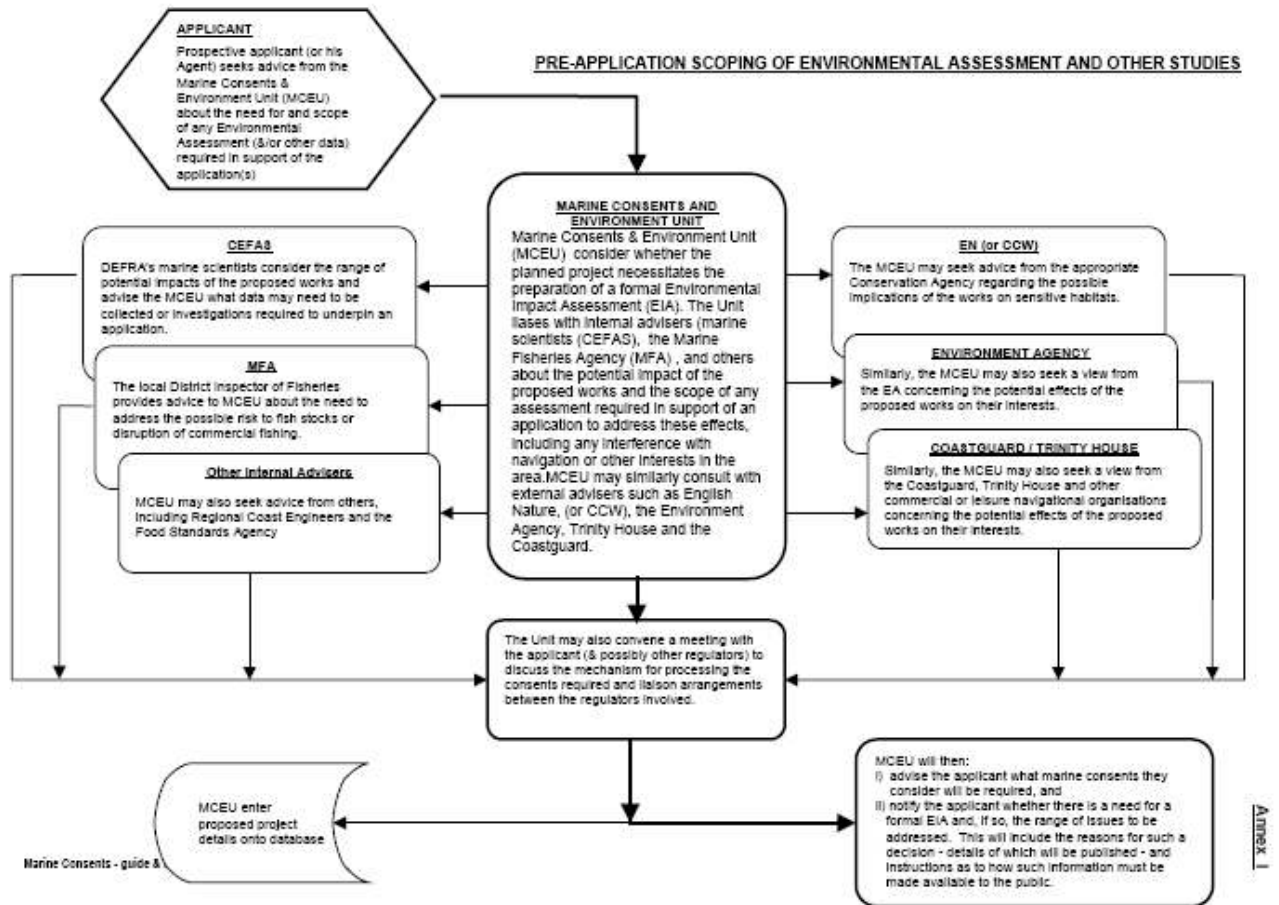 APPLICANT
Prospective applicant (or his
Agent) seeks advice from the
Marine Consents &
Environment Unit (MCEU)
about the need for and scope
of any Environmental
Assessment (&/or other data)
required in support of the
application(s)
PRE-APPLICATION SCOPING OF ENVIRONMENTAL ASSESSMENT AND OTHER STUDIES
MARINE CONSENTS AND
ENVIRONMENT UNIT
Marine Consents & Environment Unit
(MCEU) consider whether the
planned project necessitates the
preparation of a formal Environmental
Impact Assessment (EIA). The Unit
liases with internal advisers (marine
scientists (CEFAS), the Marine
Fisheries Agency (MFA) , and others
about the potential impact of the
proposed works and the scope of any
assessment required in support of an
application to address these effects,
including any interference with
navigation or other interests in the
area.MCEU may similarly consult with
external advisers such as English
Nature, (or CCW), the Environment
Agency, Trinity House and the
Coastguard.
CEFAS
DEFRA's marine scientists consider the range of
potential impacts of the proposed works and
advise the MCEU what data may need to be
collected or investigations required to underpin an
application.
MFA
The local District Inspector of Fisheries
provides advice to MCEU about the need to
address the possible risk to fish stocks or
disruption of commercial fishing.
Other Internal Advisers
MCEU may also seek advice from others,
including Regional Coast Engineers and the
Food Standards Agency
EN (or CCW)
The MCEU may seek advice from the appropriate
Conservation Agency regarding the possible
implications of the works on sensitive habitats.
ENVIRONMENT AGENCY
Similarly, the MCEU may also seek a view from
the EA concerning the potential effects of the
proposed works on their interests.
COASTGUARD / TRINITY HOUSE
Similarly, the MCEU may also seek a view from
the Coastguard, Trinity House and other
commercial or leisure navigational organisations
concerning the potential effects of the proposed
works on their interests.
The Unit may also convene a meeting with
the applicant (& possibly other regulators) to
discuss the mechanism for processing the
consents required and liaison arrangements
between the regulators involved.
MCEU enter
proposed project
details onto database
MCEU will then:
i) advise the applicant what marine consents they
consider will be required, and
ii) notify the applicant whether there is a need for a
formal EIA and, if so, the range of issues to be
addressed. This will include the reasons for such a
decision - details of which will be published - and
instructions as to how such information must be
made available to the public.
Marine Consents - guide &
Annex I